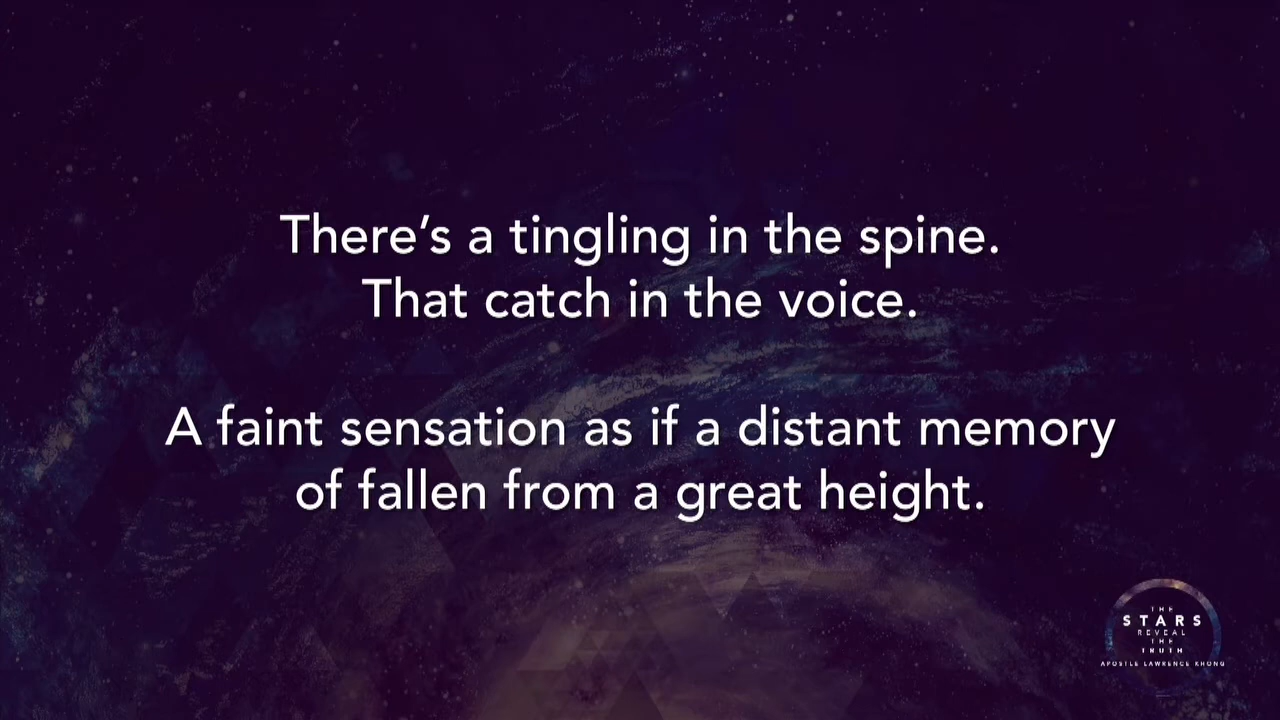 There's a tingling in the spine.
That catch in the voice.
A faint sensation as if a distant memory
of fallen from a great height.
THE
STARS
REVEAL
THE
TRUTH
APOSTLE LAWRENCE KHONG